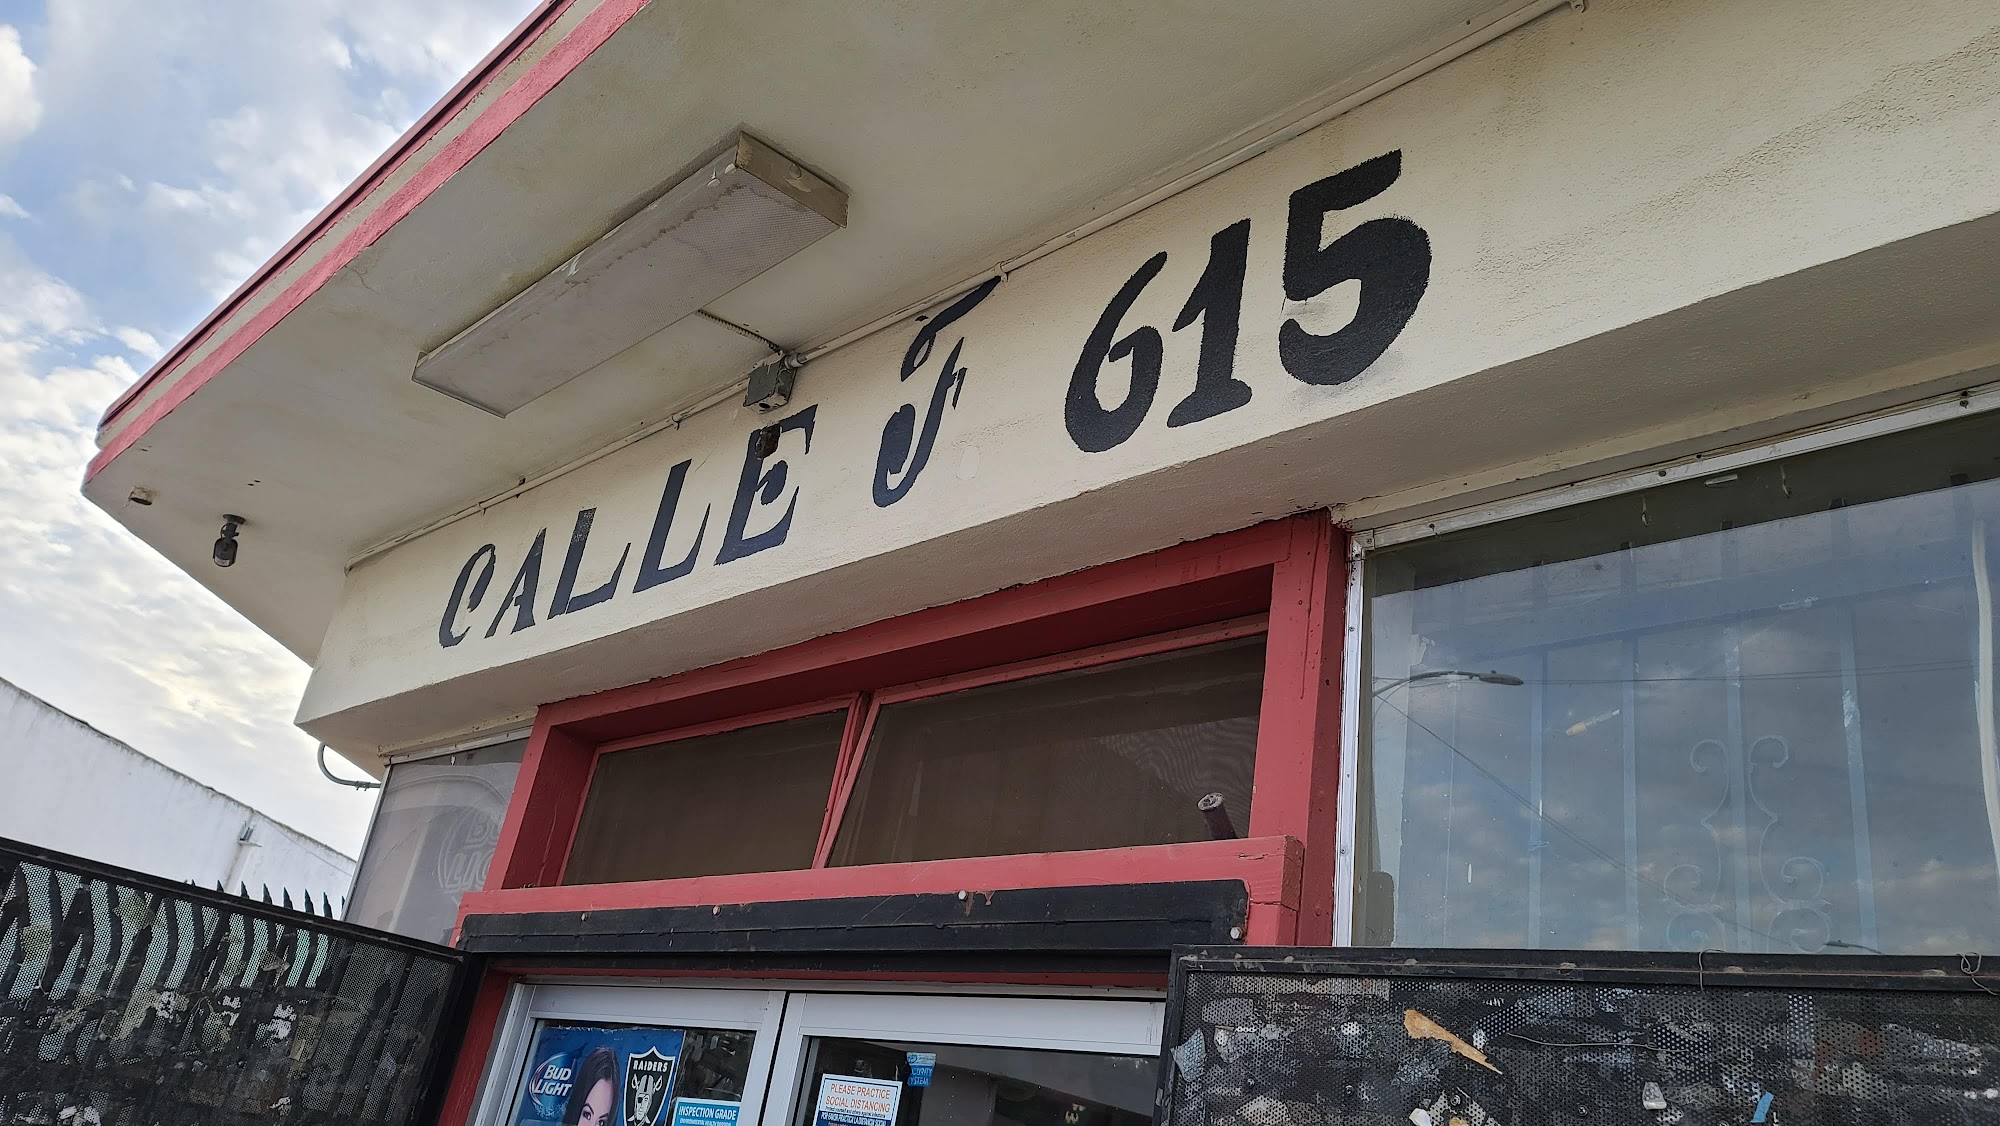 CALLE J 615
BUD
LIGHT
RAIDERS
INSPECTION GRADE
PLEASE PRACTICE
SOCIAL DISTANCING